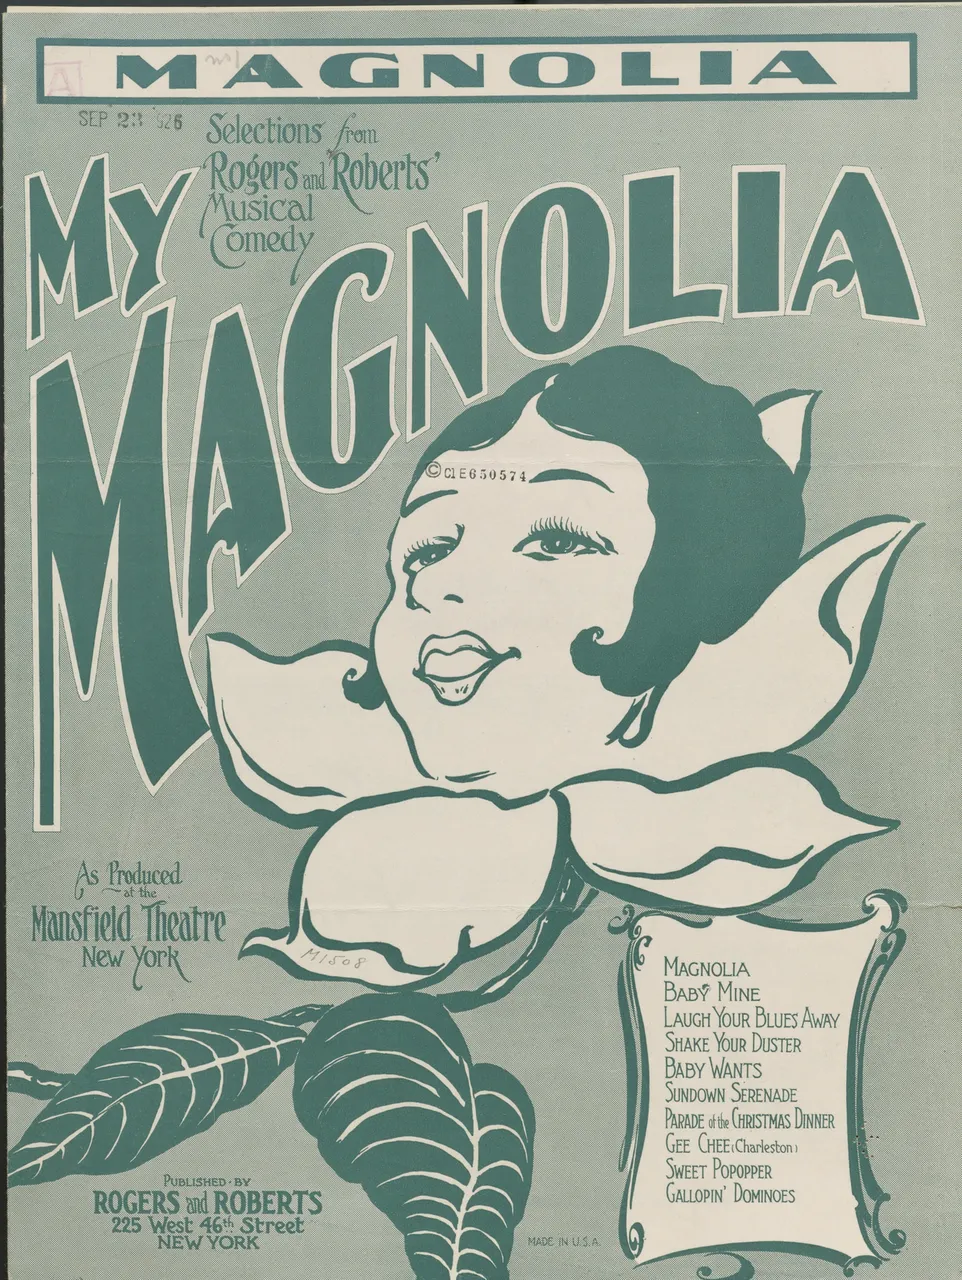 MAGNOLIA
A
SEP 23 926
Selections from
Rogers and Roberts'
Musical
Comedy
MY
MAGNOLIA
©C1E650574
As Produced
at the
Mansfield Theatre
New York
M1508
MAGNOLIA
BABY MINE
LAUGH YOUR BLUES AWAY
SHAKE YOUR DUSTER
BABY WANTS
SUNDOWN SERENADE
PARADE of the CHRISTMAS DINNER
GEE CHEE (Charleston)
SWEET POPOPPER
GALLOPIN' DOMINOES
PUBLISHED · BY
ROGERS and ROBERTS
225 West 46th Street
NEW YORK
MADE IN U.S.A.